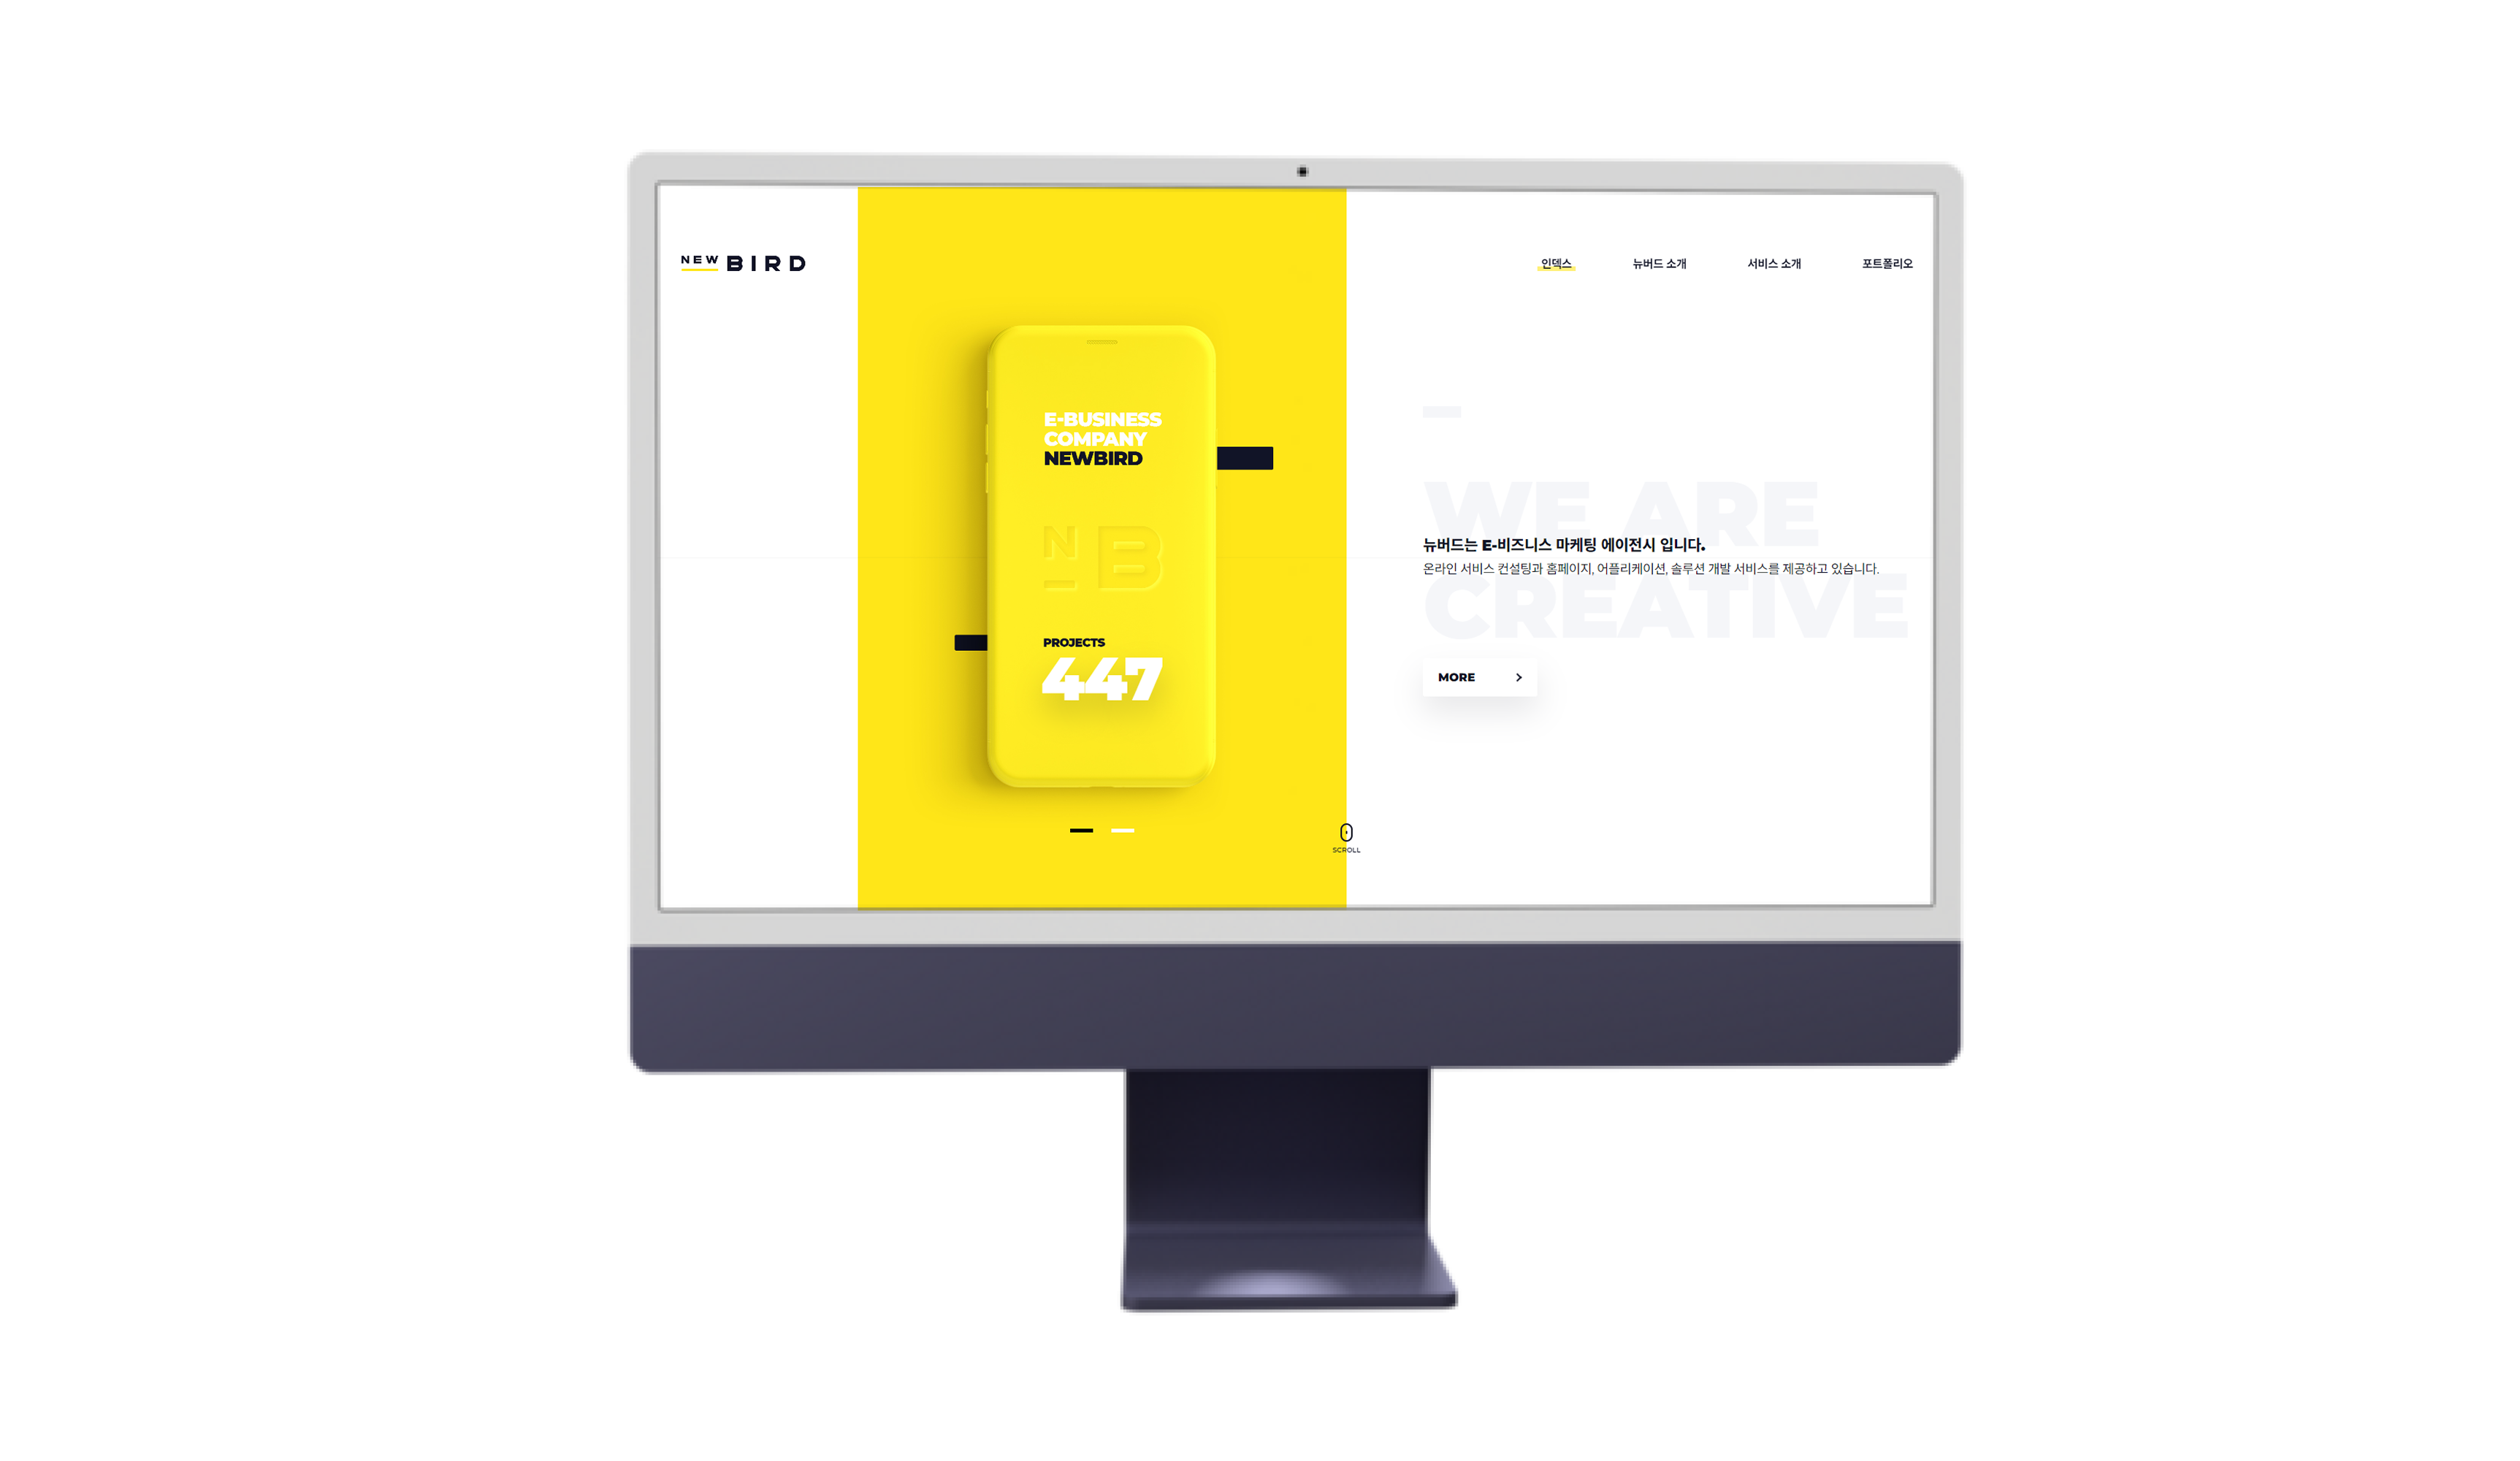 NEW BIRD
인덱스 뉴버드 소개 서비스 소개 포트폴리오
E-BUSINESS
COMPANY
NEWBIRD
N B
PROJECTS
447
WE ARE
뉴버드는 E-비즈니스 마케팅 에이전시 입니다.
온라인 서비스 컨설팅과 홈페이지, 어플리케이션, 솔루션 개발 서비스를 제공하고 있습니다.
CREATIVE
MORE
SCROLL